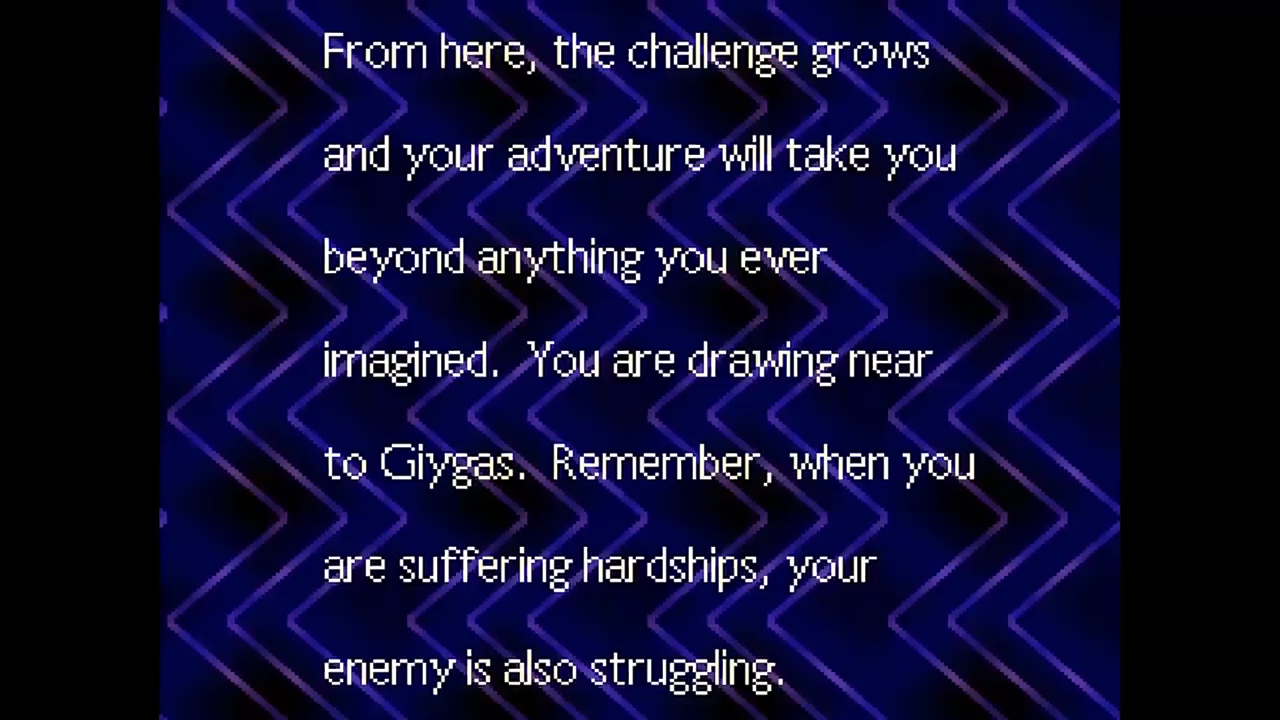 From here, the challenge grows
and your adventure will take you
beyond anything you ever
imagined.  You are drawing near
to Giygas.  Remember, when you
are suffering hardships, your
enemy is also struggling.